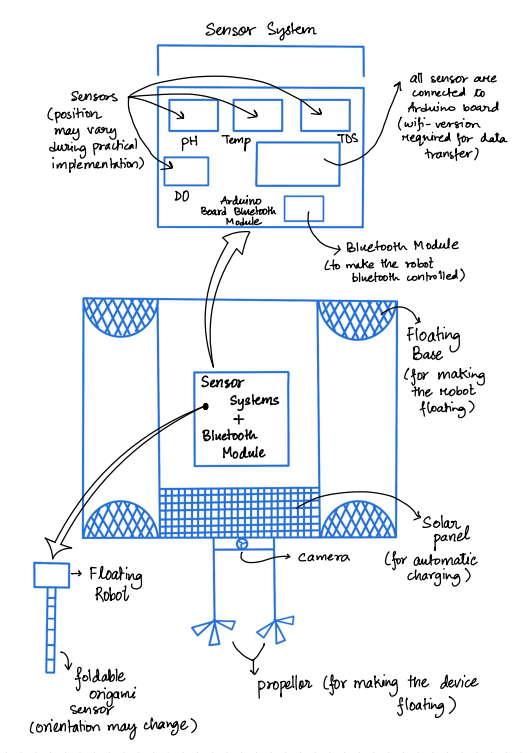 Sensor System
Sensors
(position
may vary
during practical
implementation)
all sensor are
connected to
Arduino board
(wifi-version
required for data
transfer)
pH
Temp
TDS
DO
Arduino
Board Bluetooth
Module
Bluetooth Module
(to make the robot
bluetooth controlled)
Floating
Base
(for making
the robot
floating)
Sensor
Systems
+
Bluetooth
Module
Solar
panel
(for automatic
charging)
camera
Floating
Robot
foldable
origami
sensor
(orientation may change)
propellor (for making the device
floating)